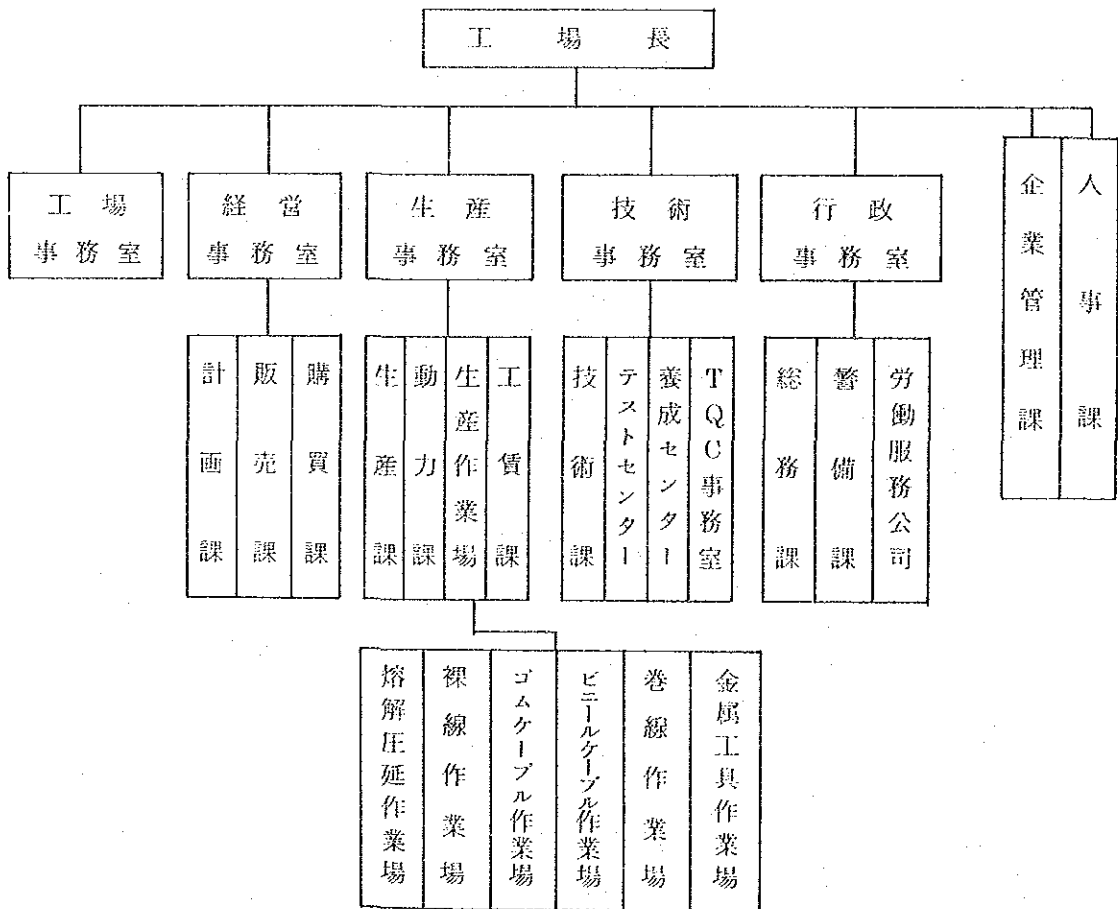 工場長
工場
事務室
経営
事務室
生産
事務室
技術
事務室
行政
事務室
企業管理課
人事課
計画課
販売課
購買課
生産課
動力課
生産作業場
工賃課
技術課
テストセンター
養成センター
TQC事務室
総務課
警備課
労働服務公司
熔解圧延作業場
裸線作業場
ゴムケーブル作業場
ビニールケーブル作業場
巻線作業場
金属工具作業場